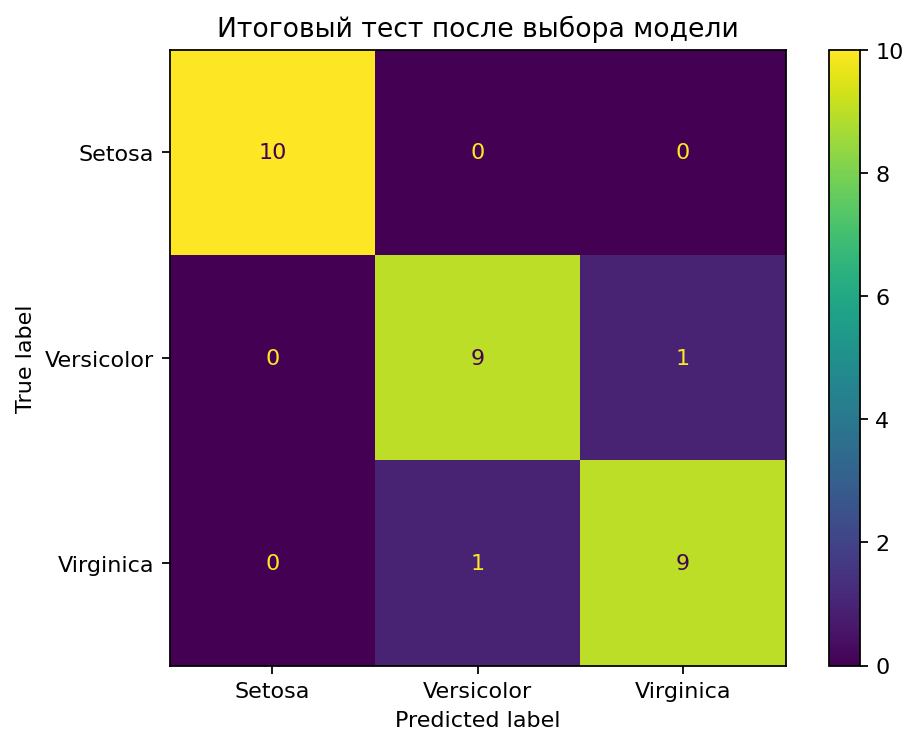 Итоговый тест после выбора модели
Setosa 10 0 0
Versicolor 0 9 1
Virginica 0 1 9
Setosa Versicolor Virginica
Predicted label
True label
10
8
6
4
2
0